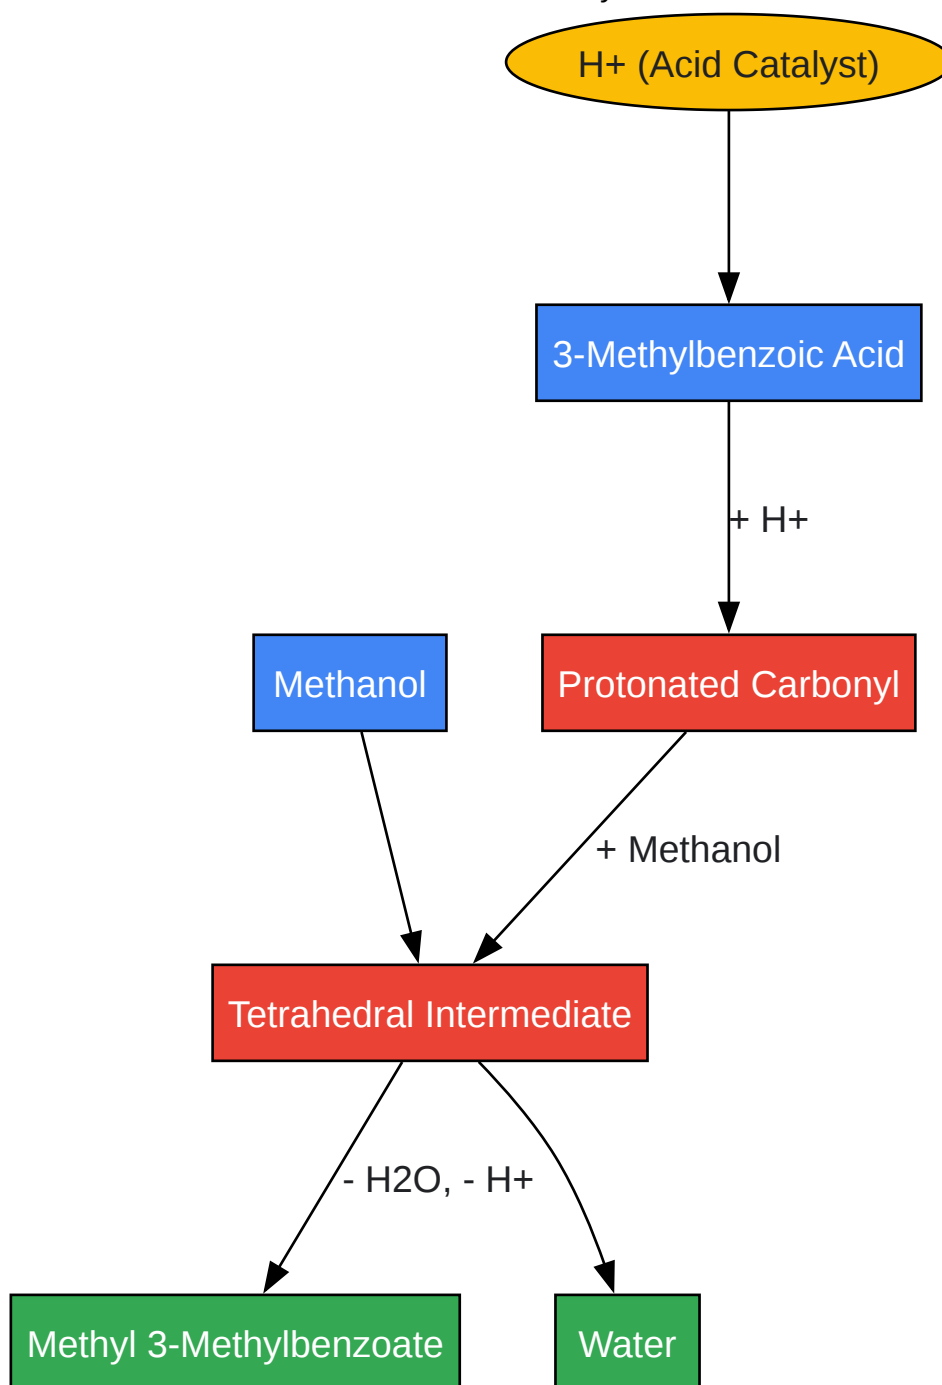 H+ (Acid Catalyst)
3-Methylbenzoic Acid
+ H+
Methanol
Protonated Carbonyl
+ Methanol
Tetrahedral Intermediate
- H2O, - H+
Methyl 3-Methylbenzoate
Water